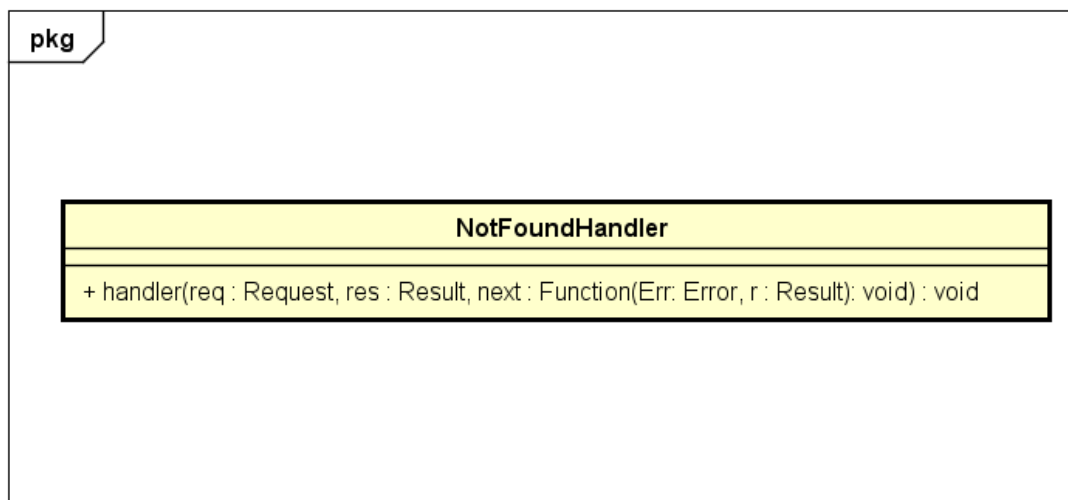 pkg
NotFoundHandler
+ handler(req : Request, res : Result, next : Function(Err: Error, r : Result): void) : void